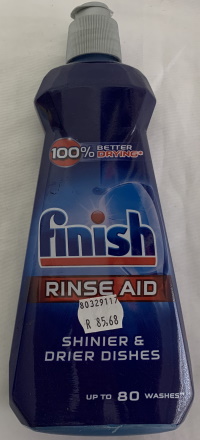 100% BETTER
DRYING*
finish
RINSE AID
80329117
R 85.68
SHINIER &
DRIER DISHES
UP TO 80 WASHES*